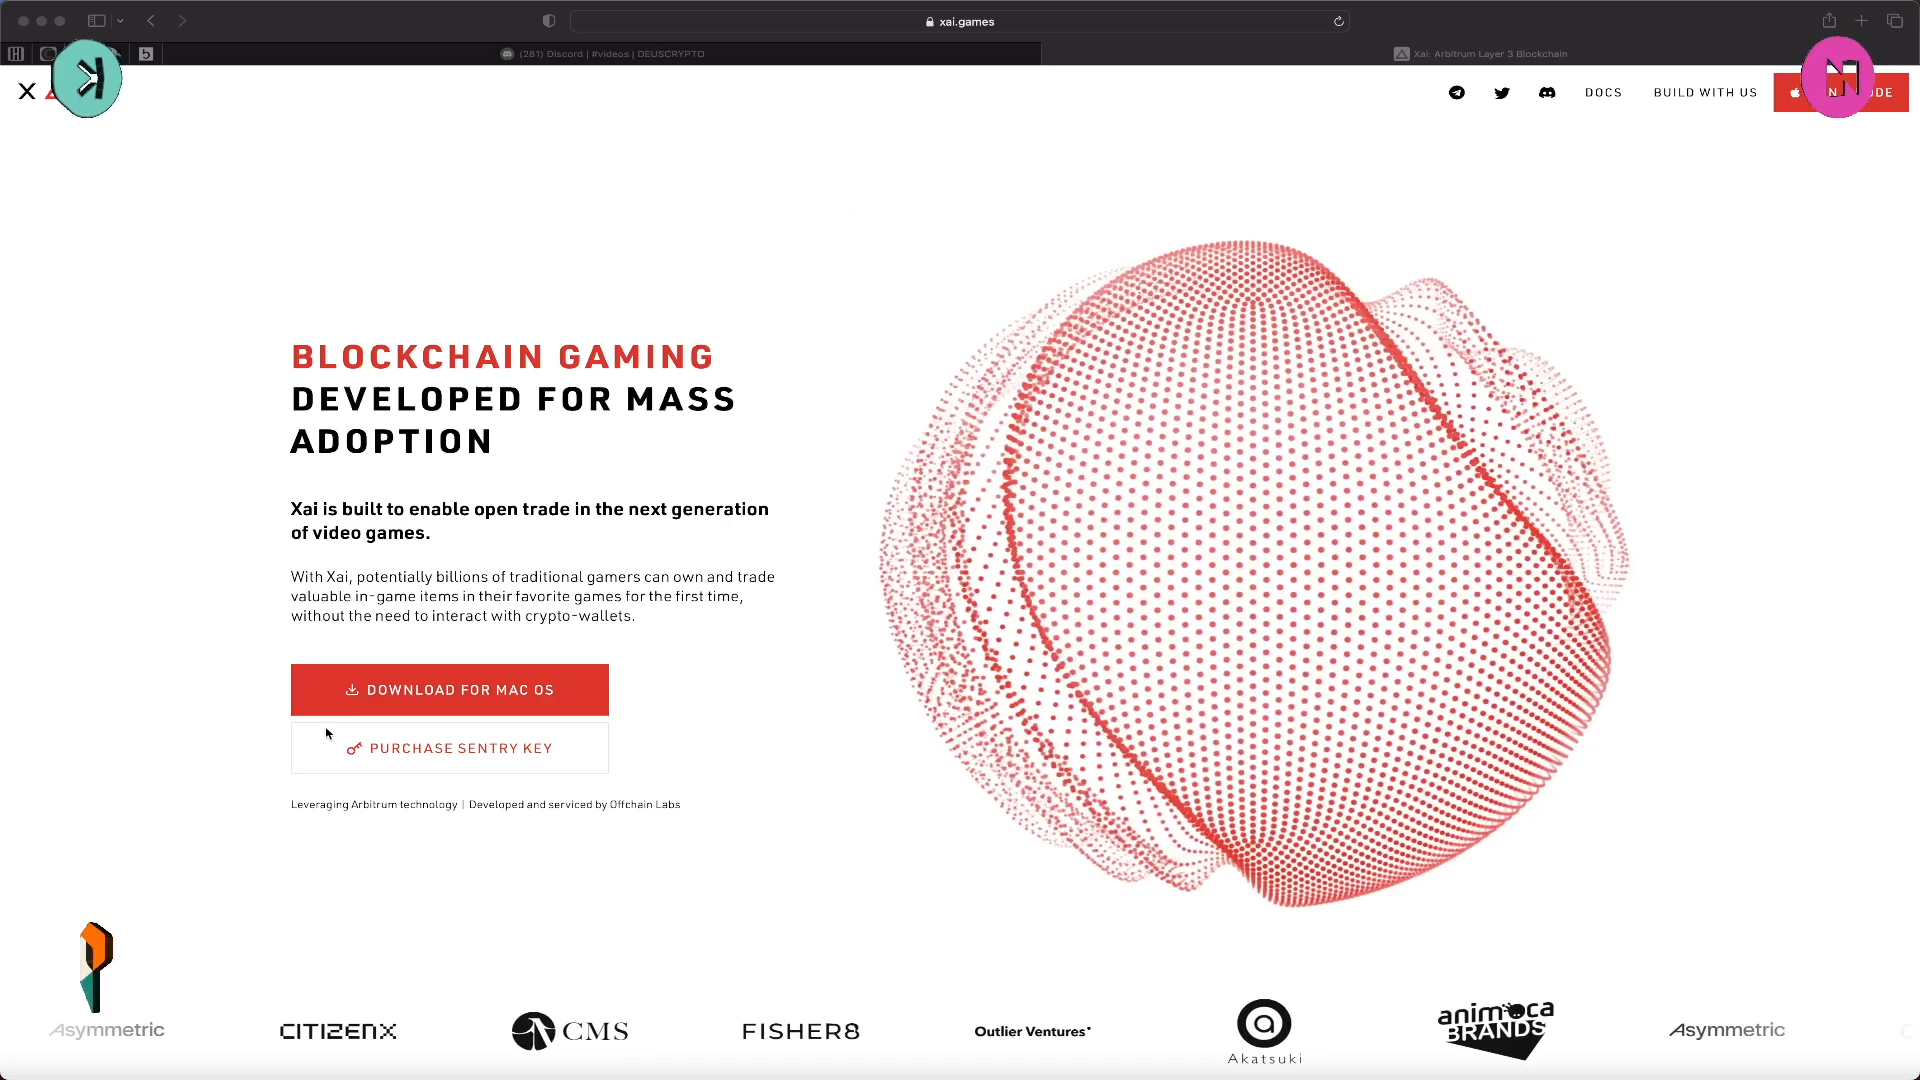 xai.games
(281) Discord | #videos | DEUSCRYPTO
Xai: Arbitrum Layer 3 Blockchain
X
DOCS
BUILD WITH US
BLOCKCHAIN GAMING
DEVELOPED FOR MASS
ADOPTION
Xai is built to enable open trade in the next generation
of video games.
With Xai, potentially billions of traditional gamers can own and trade
valuable in-game items in their favorite games for the first time,
without the need to interact with crypto-wallets.
DOWNLOAD FOR MAC OS
PURCHASE SENTRY KEY
Leveraging Arbitrum technology | Developed and serviced by Offchain Labs
Asymmetric
CITIZENX
CMS
FISHER8
Outlier Ventures
Akatsuki
animoca
BRANDS
Asymmetric